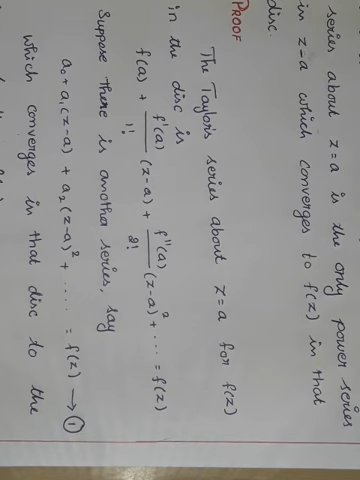 series about z=a is the only power series
in z-a which converges to f(z) in that
disc.
PROOF
The Taylor's series about z=a for f(z)
in the disc is
f(a) + f'(a)/1! (z-a) + f''(a)/2! (z-a)² + ... = f(z)
Suppose there is another series, say
a₀ + a₁(z-a) + a₂(z-a)² + ..... = f(z) → ①
which converges in that disc to the